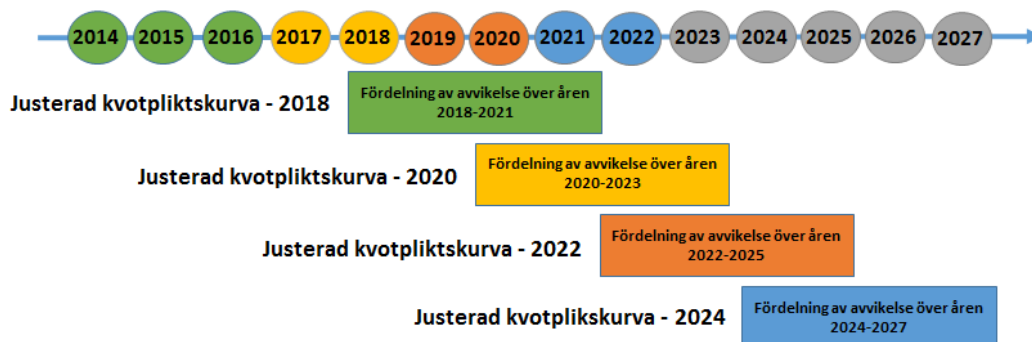 2014 2015 2016 2017 2018 2019 2020 2021 2022 2023 2024 2025 2026 2027
Justerad kvotpliktskurva - 2018
Fördelning av avvikelse över åren
2018-2021
Justerad kvotpliktskurva - 2020
Fördelning av avvikelse över åren
2020-2023
Justerad kvotpliktskurva - 2022
Fördelning av avvikelse över åren
2022-2025
Justerad kvotplikskurva - 2024
Fördelning av avvikelse över åren
2024-2027